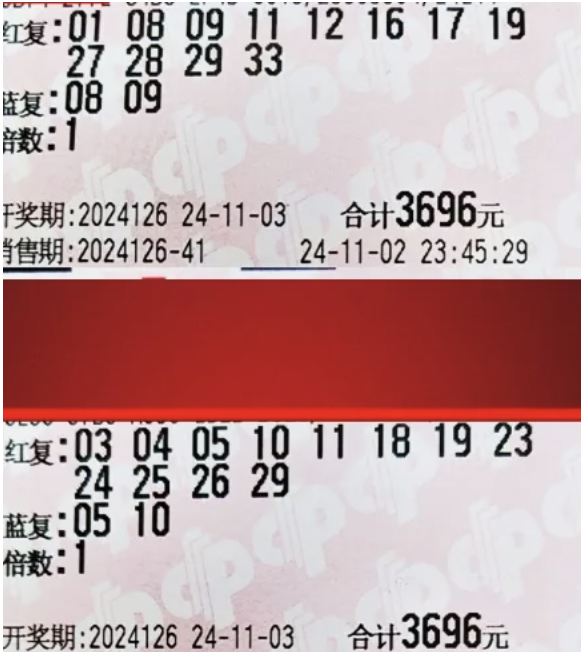 红复:01 08 09 11 12 16 17 19
27 28 29 33
蓝复:08 09
倍数:1
开奖期:2024126 24-11-03 合计3696元
销售期:2024126-41 24-11-02 23:45:29
红复:03 04 05 10 11 18 19 23
24 25 26 29
蓝复:05 10
倍数:1
开奖期:2024126 24-11-03 合计3696元